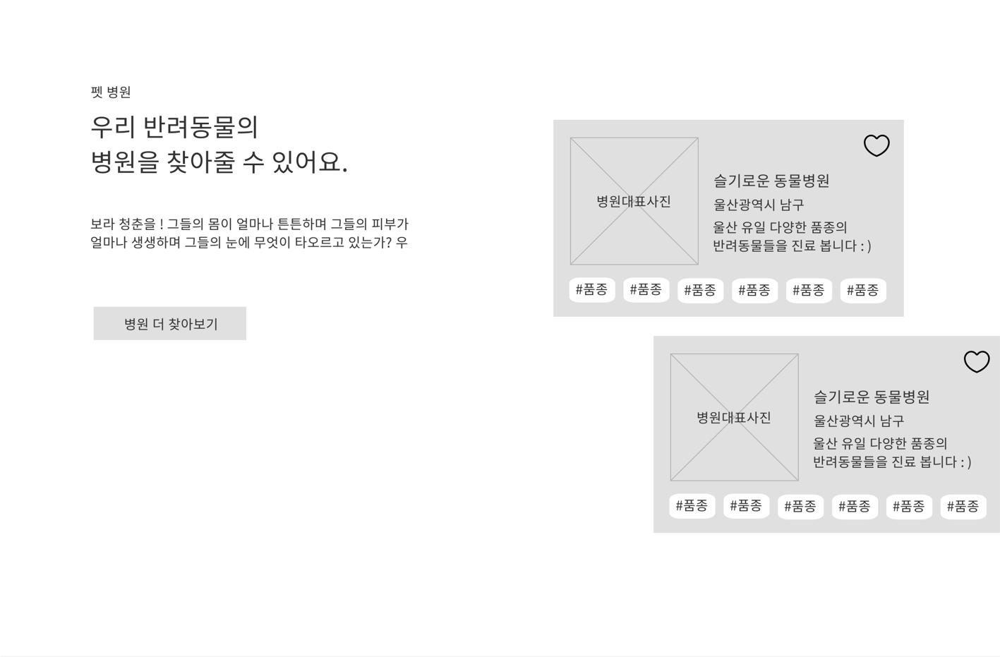 펫 병원
우리 반려동물의
병원을 찾아줄 수 있어요.
보라 청춘을 ! 그들의 몸이 얼마나 튼튼하며 그들의 피부가
얼마나 생생하며 그들의 눈에 무엇이 타오르고 있는가? 우
병원 더 찾아보기
병원대표사진
슬기로운 동물병원
울산광역시 남구
울산 유일 다양한 품종의
반려동물들을 진료 봅니다 : )
#품종 #품종 #품종 #품종 #품종 #품종
병원대표사진
슬기로운 동물병원
울산광역시 남구
울산 유일 다양한 품종의
반려동물들을 진료 봅니다 : )
#품종 #품종 #품종 #품종 #품종 #품종